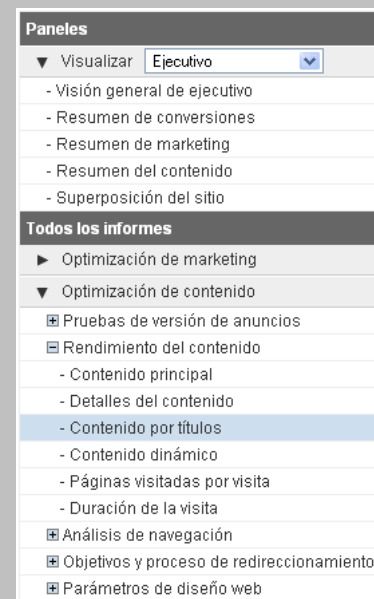 Paneles
Visualizar Ejecutivo
- Visión general de ejecutivo
- Resumen de conversiones
- Resumen de marketing
- Resumen del contenido
- Superposición del sitio
Todos los informes
Optimización de marketing
Optimización de contenido
Pruebas de versión de anuncios
Rendimiento del contenido
- Contenido principal
- Detalles del contenido
- Contenido por títulos
- Contenido dinámico
- Páginas visitadas por visita
- Duración de la visita
Análisis de navegación
Objetivos y proceso de redireccionamiento
Parámetros de diseño web